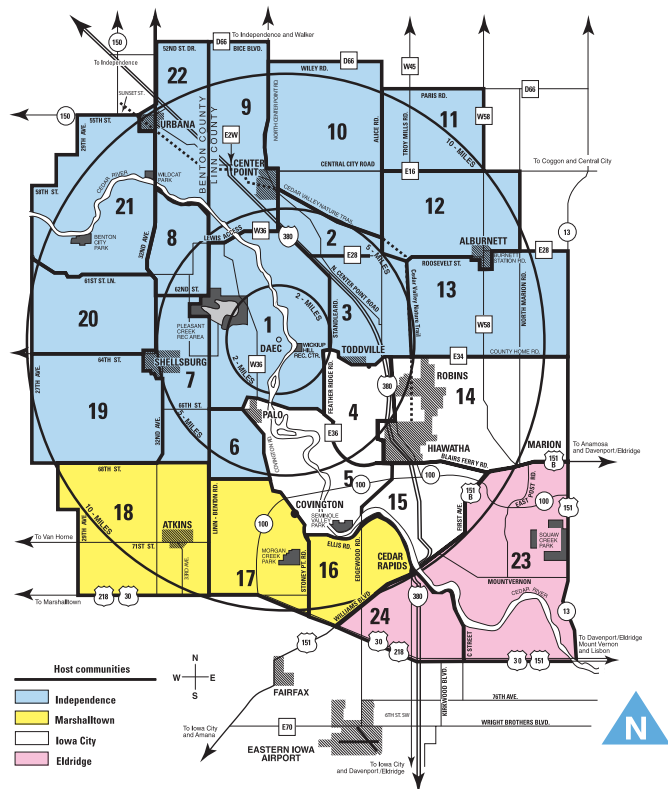 To Independence and Walker
150
52ND ST. DR.
D66
BICE BLVD.
To Independence
WILEY RD.
D66
W45
22
9
SUNSET ST.
E2W
NORTH CENTER POINT RD
10
ALICE RD.
TROY MILLS RD.
PARIS RD.
11
W58
D66
10 - MILES
150
55TH ST.
29TH AVE.
URBANA
BENTON COUNTY
LINN COUNTY
CENTER
POINT
CENTRAL CITY ROAD
E16
To Coggon and Central City
58TH ST.
CEDAR RIVER
WILDCAT PARK
CEDAR VALLEY NATURE TRAIL
12
13
21
BENTON
CITY
PARK
8
32ND AVE.
LEWIS ACCESS
W36
380
2
5 - MILES
E28
ALBURNETT
E28
BURNETT
STATION RD.
ROOSEVELT ST.
61ST ST. LN.
62ND ST.
2 - MILES
N. CENTER POINT ROAD
Cedar Valley Nature Trail
13
NORTH MARION RD.
20
PLEASANT
CREEK
REC AREA
1
DAEC
WICKIUP
HILL
REC. CTR.
STANDLEA RD.
3
TODDVILLE
W58
E34
COUNTY HOME RD.
64TH ST.
SHELLSBURG
2 - MILES
W36
27TH AVE.
7
FEATHER RIDGE RD.
380
ROBINS
14
19
32ND AVE.
66TH ST.
5 - MILES
PALO
4
E36
HIAWATHA
MARION
151
B
To Anamosa
and Davenport/Eldridge
6
BLAIRS FERRY RD.
68TH ST.
5
100
100
151
B
EAST POST RD.
100
151
18
10 - MILES
29TH AVE.
LINN - BENTON RD.
COVINGTON
SEMINOLE
VALLEY
PARK
15
FIRST AVE.
ATKINS
100
To Van Horne
71ST ST.
ELLIS RD.
EDGEWOOD RD.
CEDAR
RAPIDS
23
SQUAW
CREEK
PARK
MORGAN
CREEK
PARK
17
STONEY PT. RD.
16
MOUNT VERNON
CEDAR RIVER
To Marshalltown
218
30
WILLIAMS BLVD
380
13
24
C STREET
151
30
218
30
151
To Davenport/Eldridge
Mount Vernon
and Lisbon
Host communities
N
W
E
S
Independence
Marshalltown
Iowa City
Eldridge
FAIRFAX
KIRKWOOD BLVD.
76TH AVE.
6TH ST. SW
WRIGHT BROTHERS BLVD.
To Iowa City
and Amana
E70
EASTERN IOWA
AIRPORT
To Iowa City
and Davenport /Eldridge
N